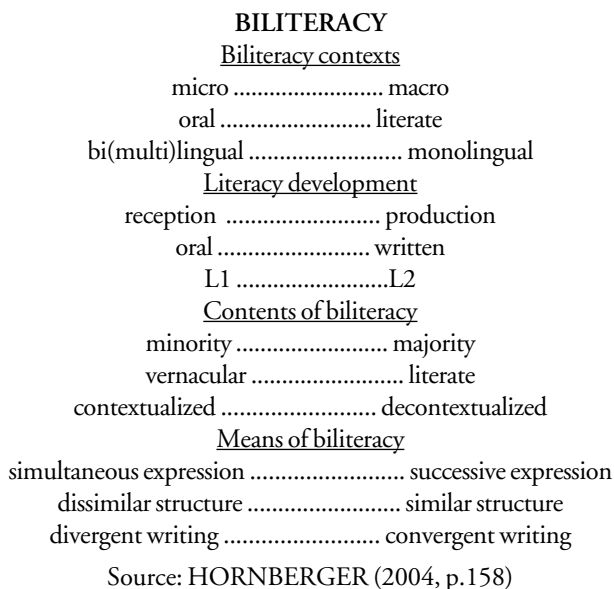 BILITERACY
Biliteracy contexts
micro ........................ macro
oral ........................ literate
bi(multi)lingual ........................ monolingual
Literacy development
reception ........................ production
oral ........................ written
L1 ........................L2
Contents of biliteracy
minority ........................ majority
vernacular ........................ literate
contextualized ........................ decontextualized
Means of biliteracy
simultaneous expression ......................... successive expression
dissimilar structure ........................ similar structure
divergent writing ........................ convergent writing
Source: HORNBERGER (2004, p.158)